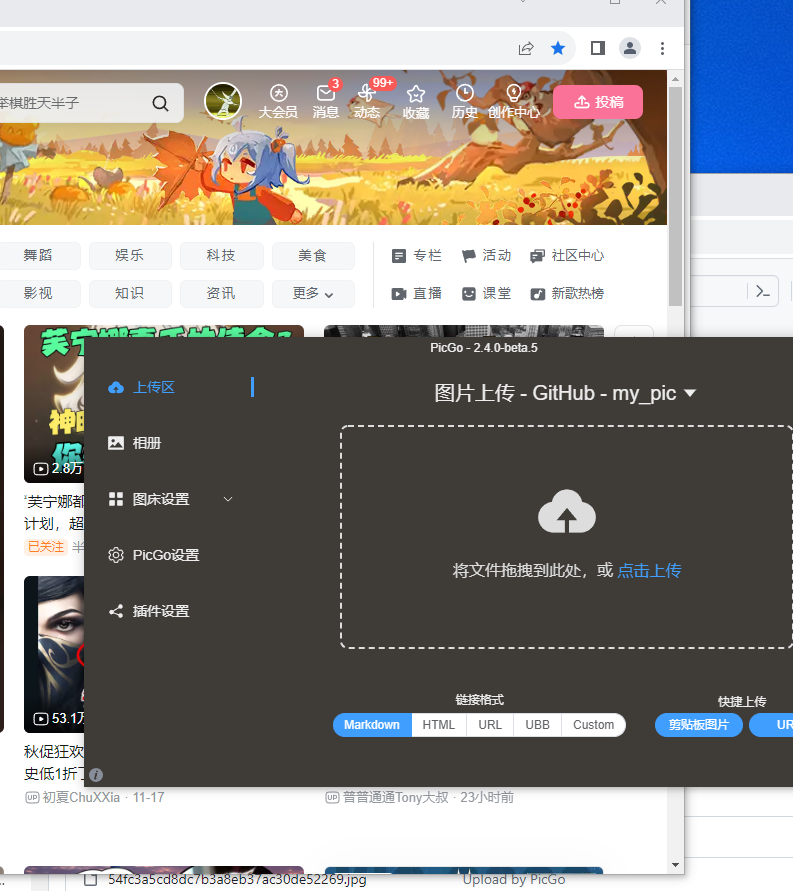 举棋胜天半子
大会员
消息
3
动态
99+
收藏
历史
创作中心
投稿
舞蹈
娱乐
科技
美食
专栏
活动
社区中心
影视
知识
资讯
更多
直播
课堂
新歌热榜
PicGo - 2.4.0-beta.5
上传区
图片上传 - GitHub - my_pic
相册
2.8万
图床设置
"芙宁娜都
计划，超
已关注
PicGo设置
将文件拖拽到此处，或 点击上传
插件设置
链接格式
快捷上传
53.1万
Markdown
HTML
URL
UBB
Custom
剪贴板图片
UR
秋促狂欢
史低1折
UP 初夏ChuXXia · 11-17
UP 普普通通Tony大叔 · 23小时前
54fc3a5cd8dc7b3a8eb37ac30de52269.jpg
Upload by PicGo